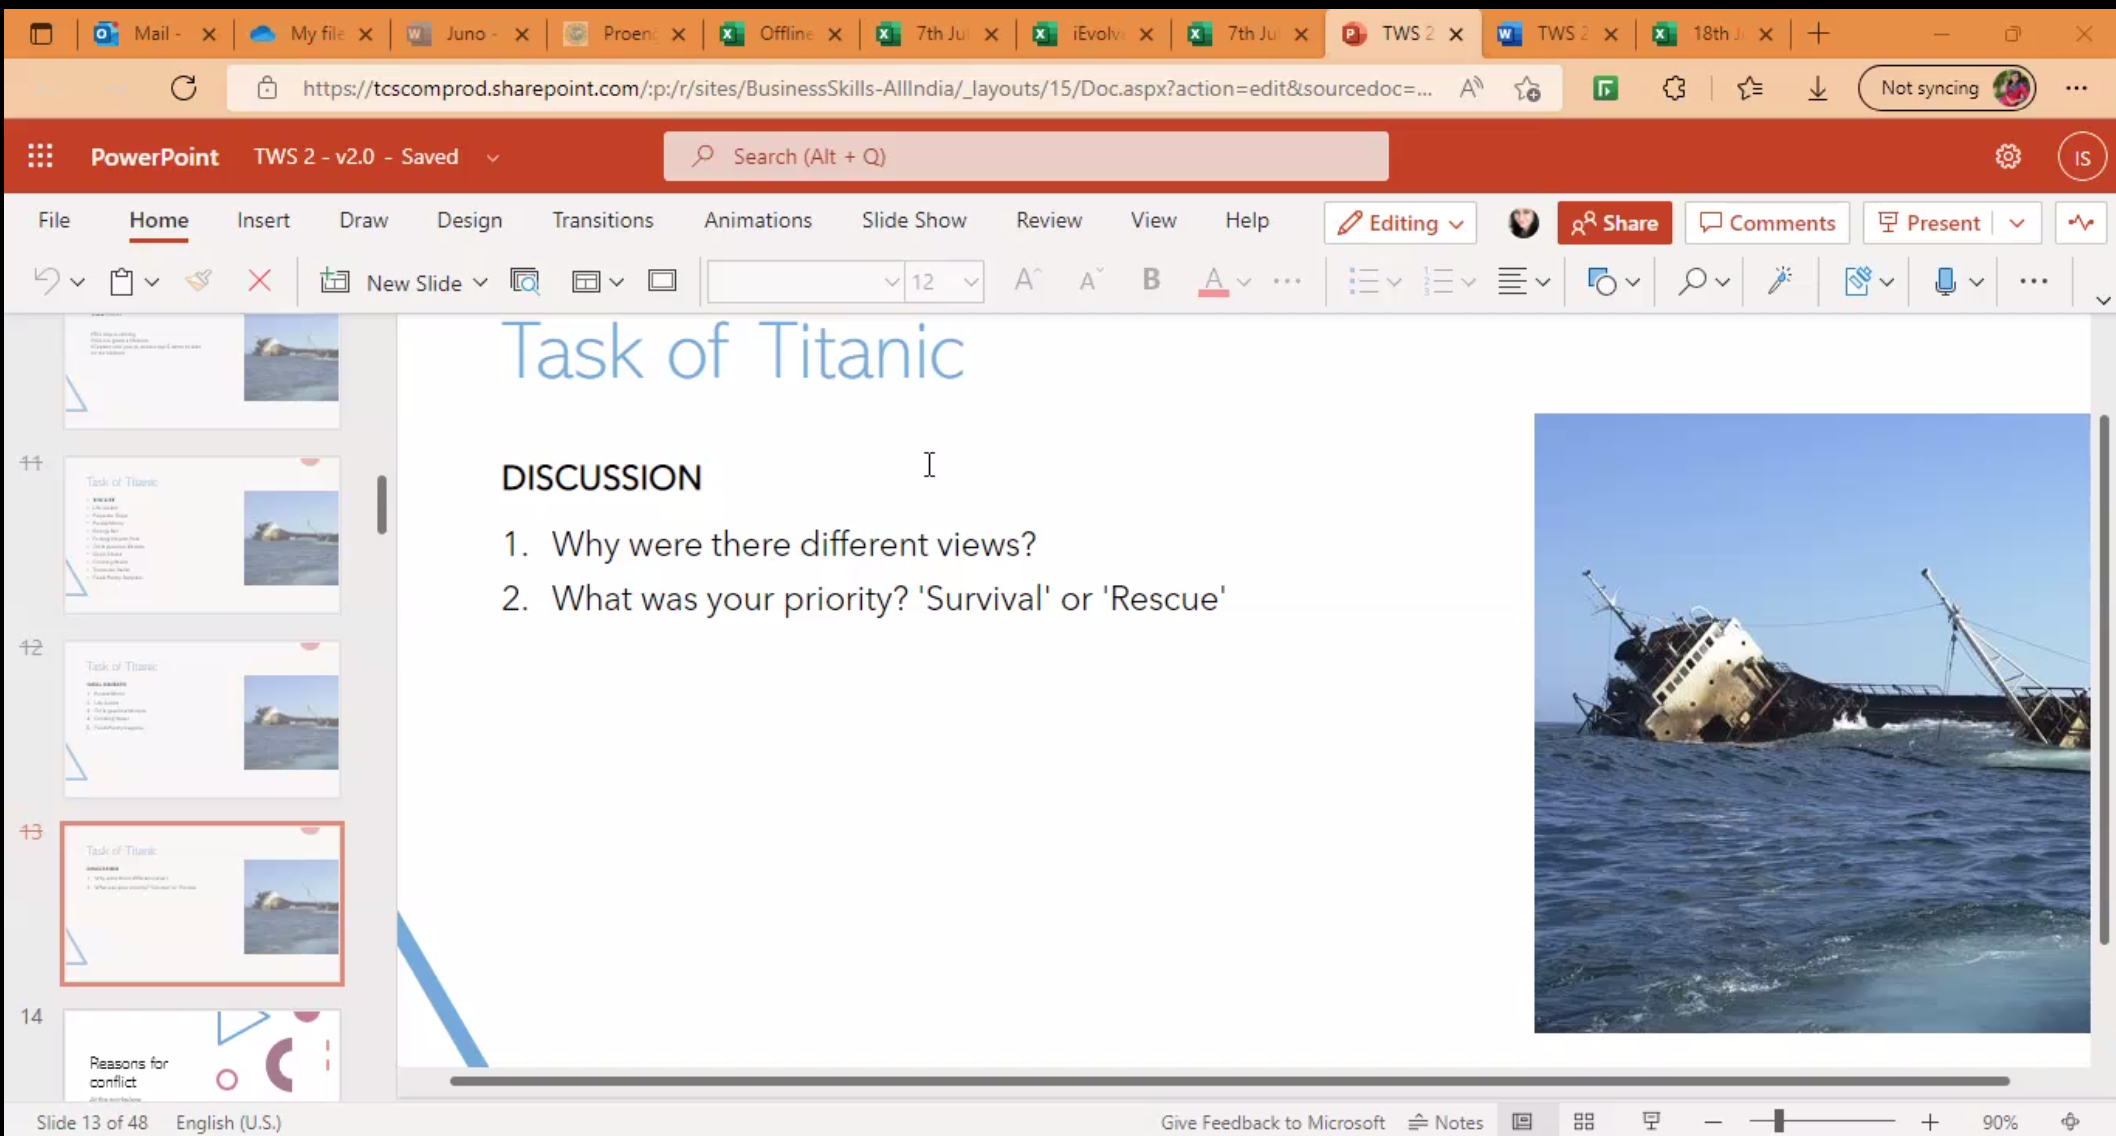 Mail -
My file
Juno -
Proen
Offline
7th Jul
iEvolv
7th Jul
TWS 2
TWS 2
18th J
https://tcscomprod.sharepoint.com/:p:/r/sites/BusinessSkills-AllIndia/_layouts/15/Doc.aspx?action=edit&sourcedoc=...
Not syncing
PowerPoint TWS 2 - v2.0 - Saved
Search (Alt + Q)
IS
File Home Insert Draw Design Transitions Animations Slide Show Review View Help
Editing Share Comments Present
New Slide
12
11
Task of Titanic
12
Task of Titanic
13
Task of Titanic
14
Reasons for
conflict
At the workplace
Task of Titanic
DISCUSSION
1. Why were there different views?
2. What was your priority? 'Survival' or 'Rescue'
Slide 13 of 48 English (U.S.)
Give Feedback to Microsoft Notes 90%